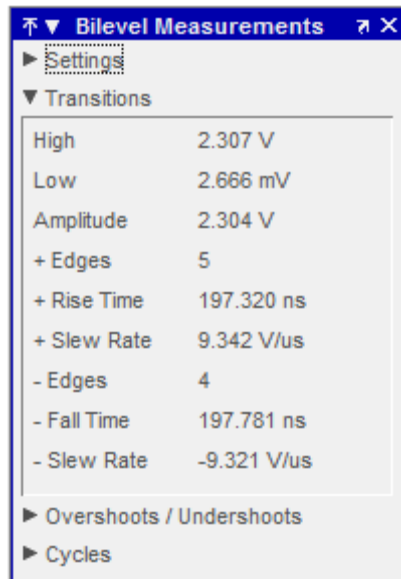 Bilevel Measurements
Settings
Transitions
High 2.307 V
Low 2.666 mV
Amplitude 2.304 V
+ Edges 5
+ Rise Time 197.320 ns
+ Slew Rate 9.342 V/us
- Edges 4
- Fall Time 197.781 ns
- Slew Rate -9.321 V/us
Overshoots / Undershoots
Cycles